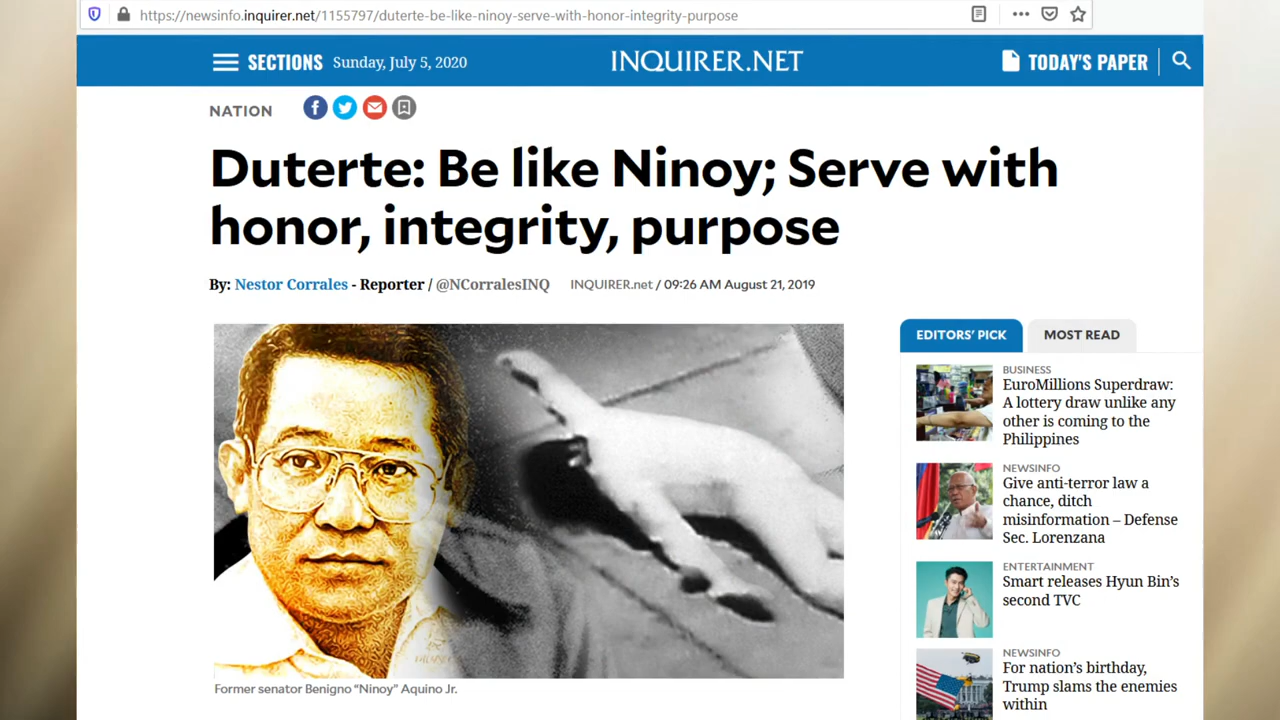 https://newsinfo.inquirer.net/1155797/duterte-be-like-ninoy-serve-with-honor-integrity-purpose
SECTIONS Sunday, July 5, 2020 INQUIRER.NET TODAY'S PAPER
NATION
Duterte: Be like Ninoy; Serve with
honor, integrity, purpose
By: Nestor Corrales - Reporter / @NCorralesINQ INQUIRER.net / 09:26 AM August 21, 2019
Former senator Benigno “Ninoy” Aquino Jr.
EDITORS' PICK MOST READ
BUSINESS
EuroMillions Superdraw:
A lottery draw unlike any
other is coming to the
Philippines
NEWSINFO
Give anti-terror law a
chance, ditch
misinformation – Defense
Sec. Lorenzana
ENTERTAINMENT
Smart releases Hyun Bin’s
second TVC
NEWSINFO
For nation’s birthday,
Trump slams the enemies
within